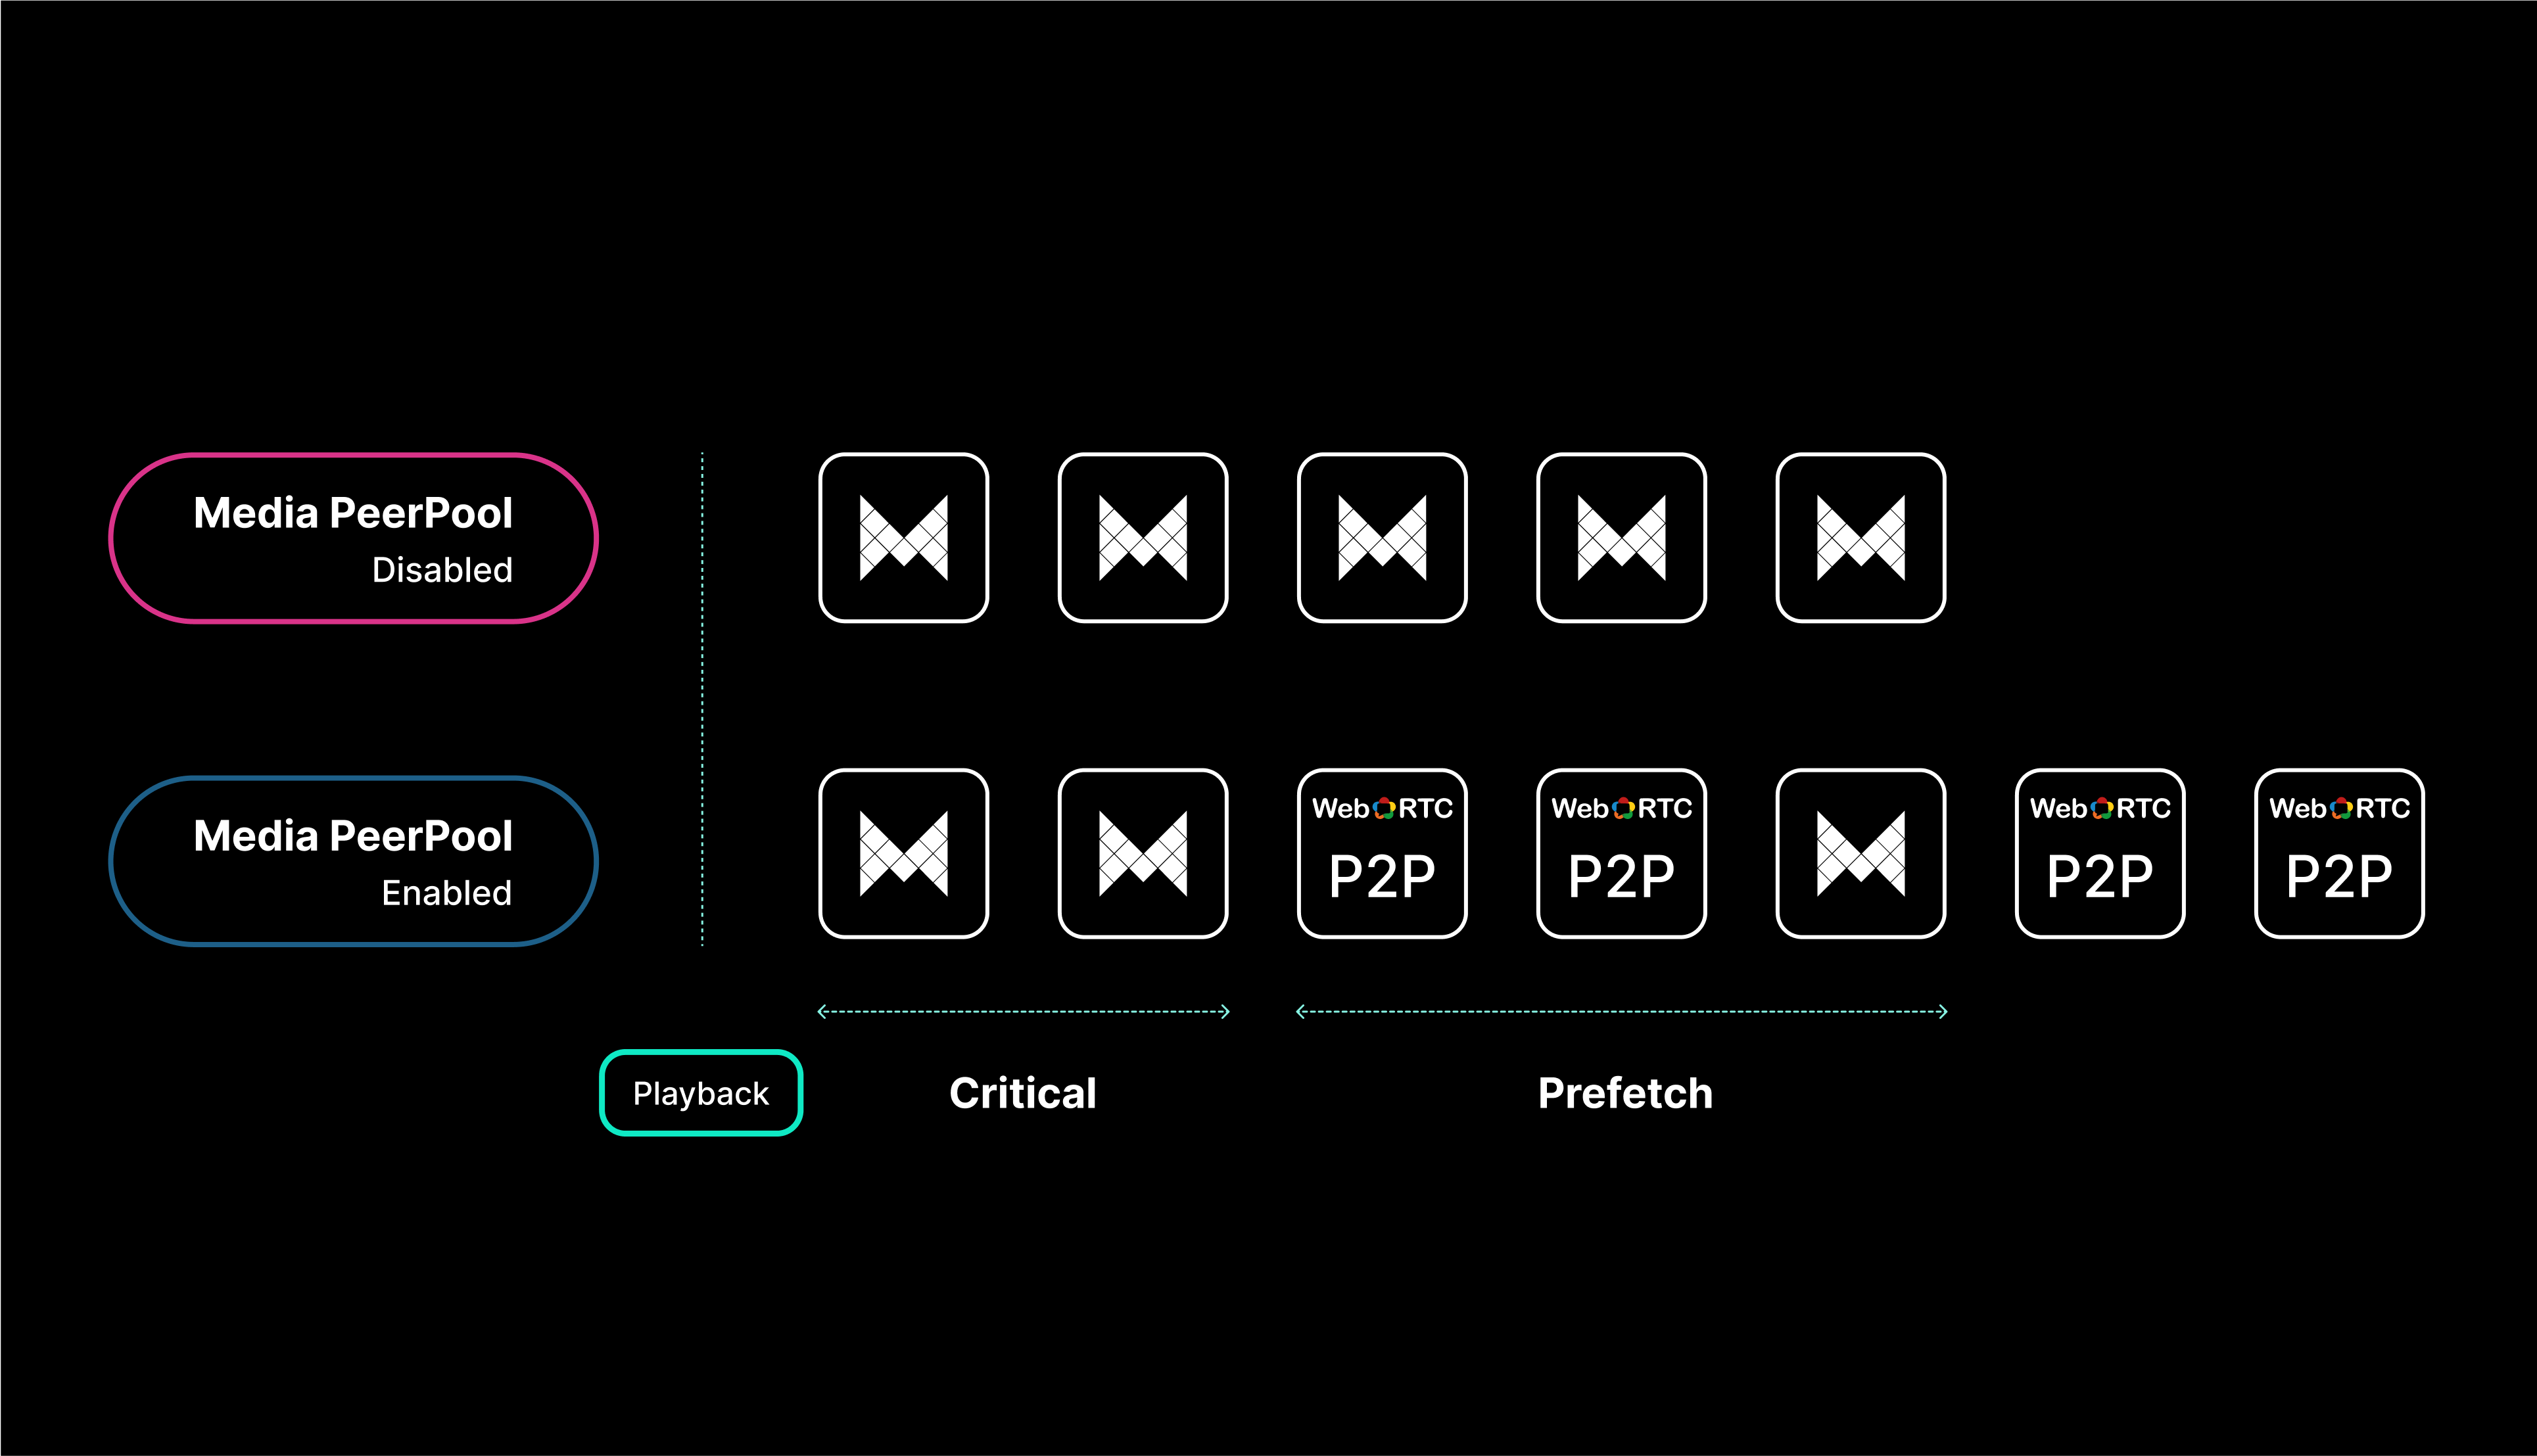 Media PeerPool
Disabled
Media PeerPool
Enabled
WebRTC
P2P
WebRTC
P2P
WebRTC
P2P
WebRTC
P2P
Playback
Critical
Prefetch